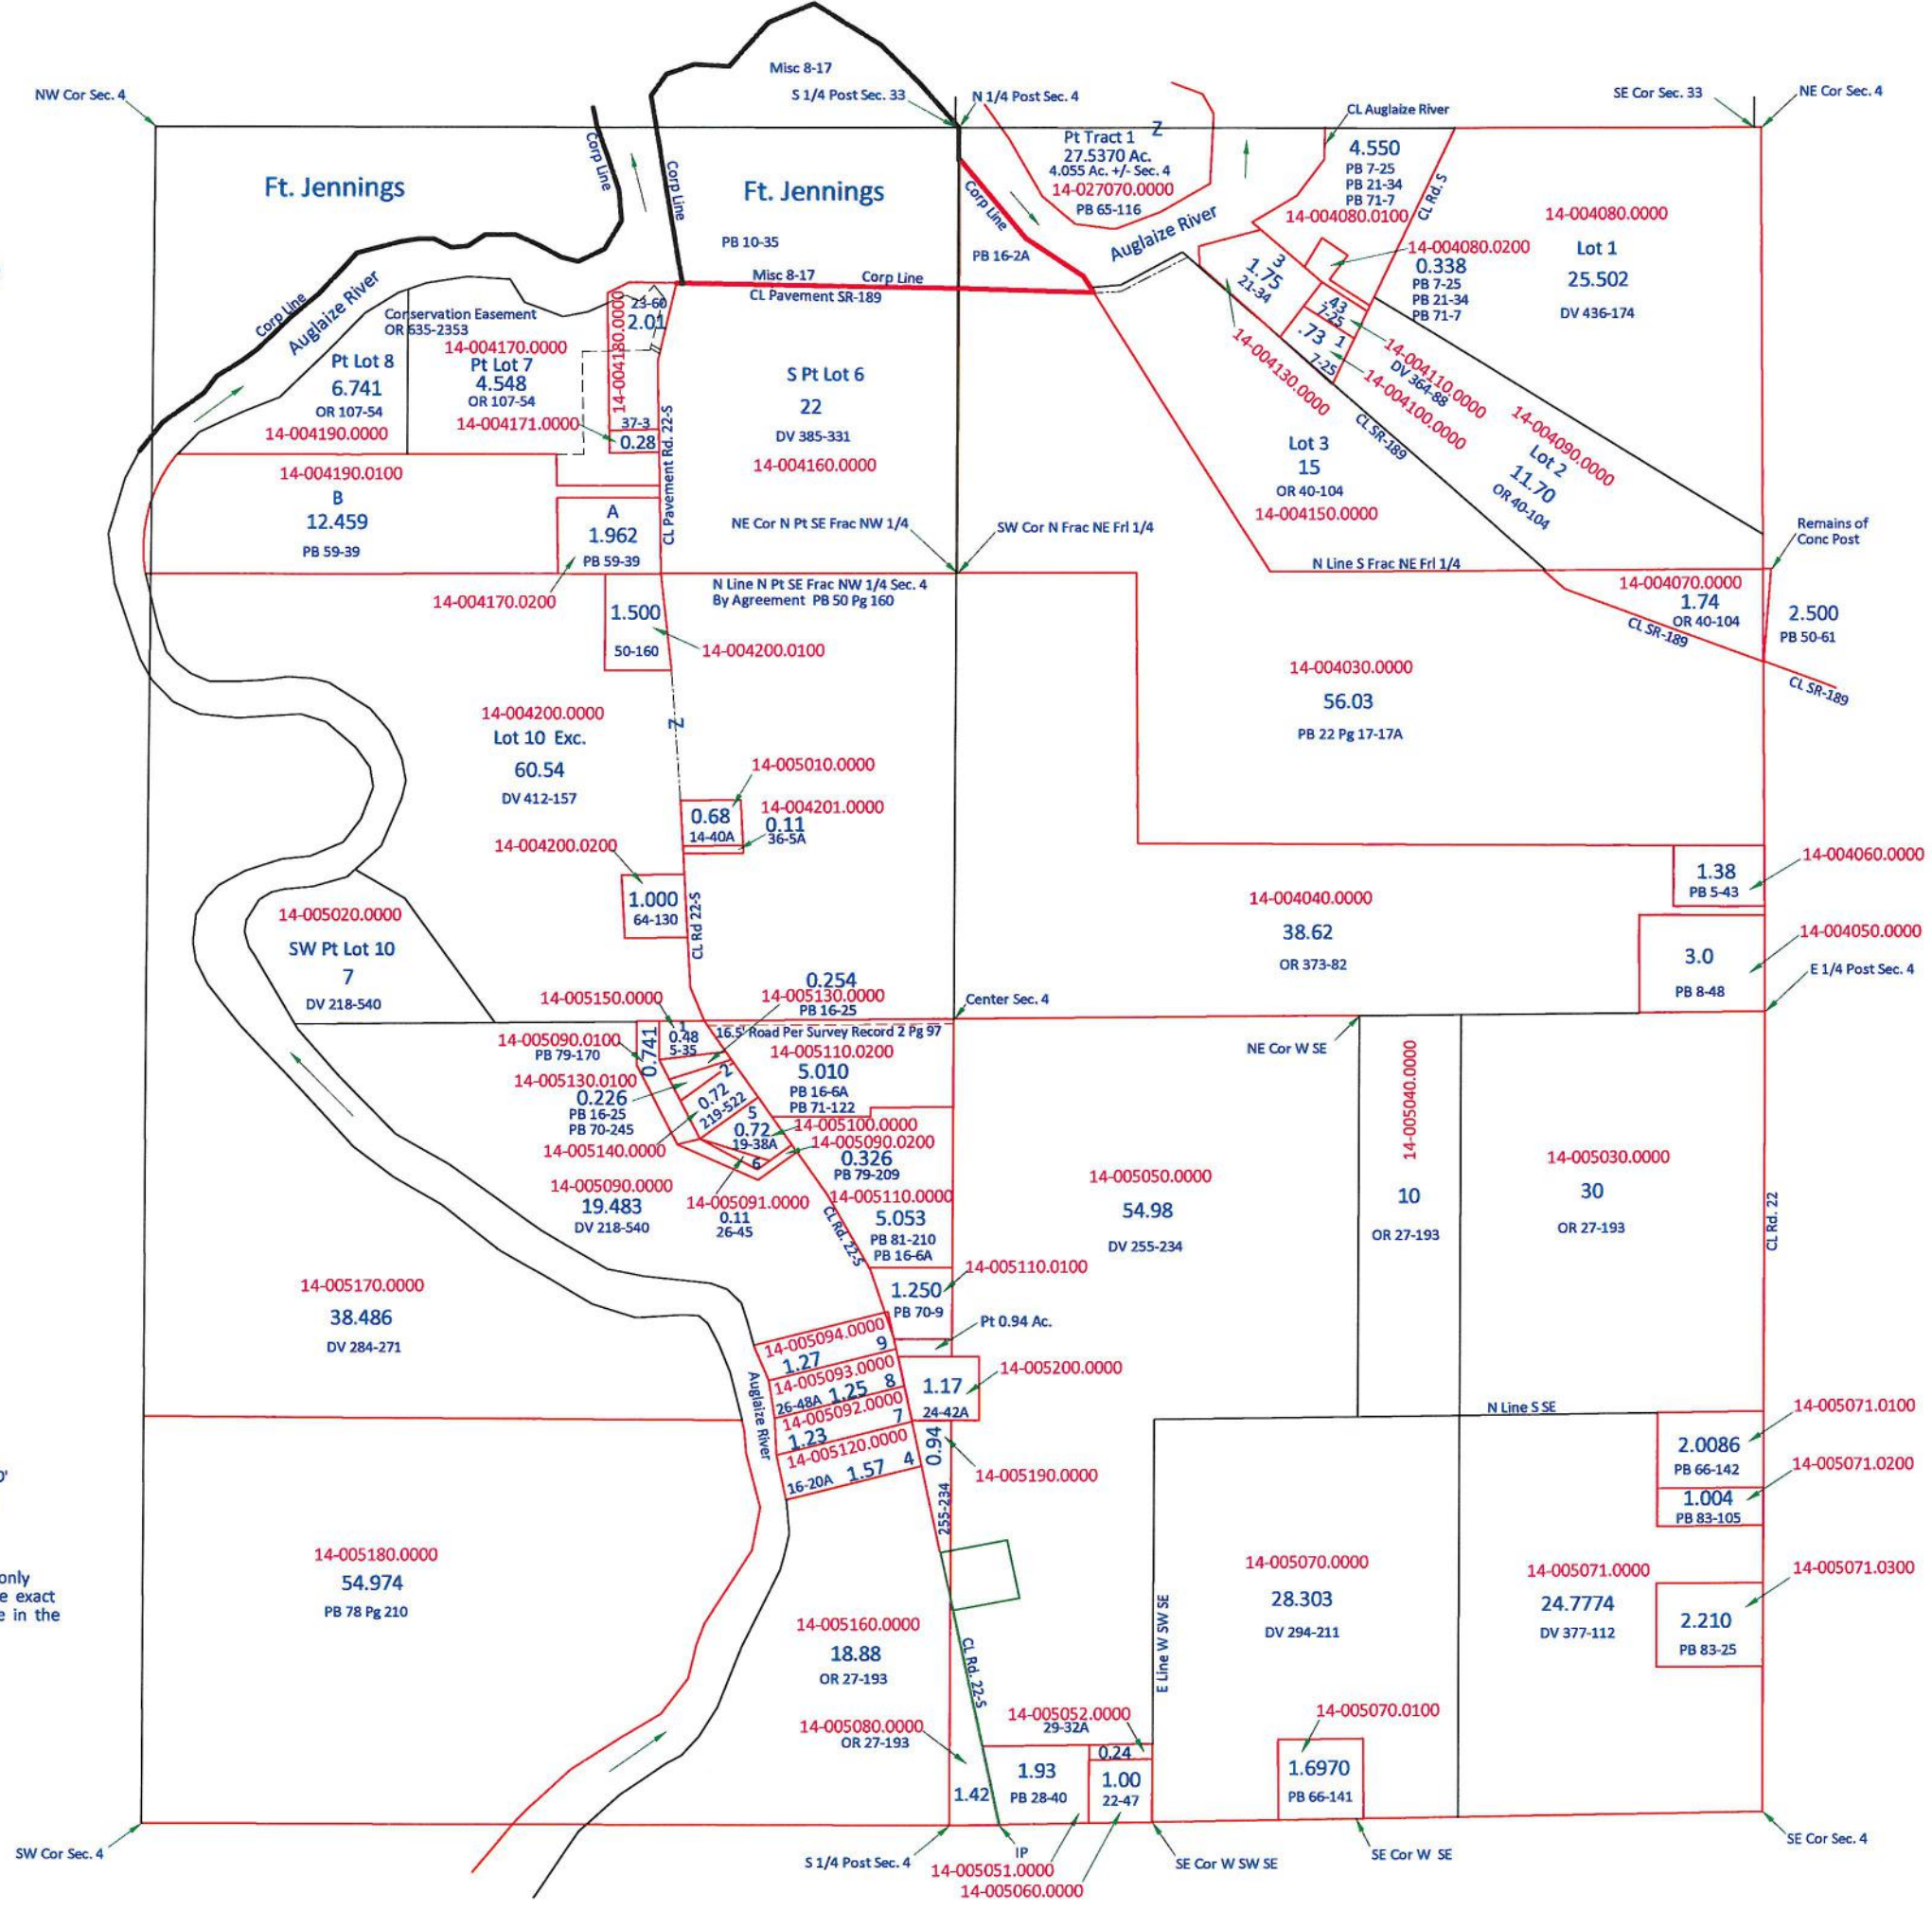 Misc 8-17
NW Cor Sec. 4
S 1/4 Post Sec. 33
N 1/4 Post Sec. 4
SE Cor Sec. 33
NE Cor Sec. 4
CL Auglaize River
Ft. Jennings
Corp Line
Corp Line
Ft. Jennings
PB 10-35
Corp Line
PB 16-2A
Pt Tract 1
Z
27.5370 Ac.
4.055 Ac. +/- Sec. 4
14-027070.0000
PB 65-116
Auglaize River
4.550
PB 7-25
PB 21-34
PB 71-7
14-004080.0100
CL Rd. S
14-004080.0000
Lot 1
25.502
DV 436-174
14-004080.0200
0.338
PB 7-25
PB 21-34
PB 71-7
Misc 8-17
Corp Line
CL Pavement SR-189
Corp Line
Auglaize River
Conservation Easement
OR 635-2353
Pt Lot 8
6.741
OR 107-54
14-004190.0000
14-004170.0000
Pt Lot 7
4.548
OR 107-54
14-004171.0000
14-004180.0000
23-60
2.01
37-3
0.28
CL Pavement Rd. 22-S
S Pt Lot 6
22
DV 385-331
14-004160.0000
3
1.75
21-34
.43
7-25
.73 1
7-25
14-004130.0000
14-004110.0000
DV 364-88
14-004100.0000
14-004090.0000
Lot 2
11.70
OR 40-104
CL SR-189
Lot 3
15
OR 40-104
14-004150.0000
14-004190.0100
B
12.459
PB 59-39
A
1.962
PB 59-39
14-004170.0200
NE Cor N Pt SE Frac NW 1/4
SW Cor N Frac NE Frl 1/4
N Line S Frac NE Frl 1/4
Remains of
Conc Post
N Line N Pt SE Frac NW 1/4 Sec. 4
By Agreement PB 50 Pg 160
1.500
50-160
14-004200.0100
14-004070.0000
1.74
OR 40-104
CL SR-189
2.500
PB 50-61
CL SR-189
14-004030.0000
56.03
PB 22 Pg 17-17A
14-004200.0000
Lot 10 Exc.
60.54
DV 412-157
Z
14-005010.0000
0.68
14-40A
14-004201.0000
0.11
36-5A
14-004200.0200
1.000
64-130
CL Rd 22-S
14-004040.0000
38.62
OR 373-82
1.38
PB 5-43
14-004060.0000
3.0
PB 8-48
14-004050.0000
E 1/4 Post Sec. 4
14-005020.0000
SW Pt Lot 10
7
DV 218-540
0.254
14-005130.0000
PB 16-25
Center Sec. 4
14-005150.0000
16.5' Road Per Survey Record 2 Pg 97
14-005090.0100
PB 79-170
0.741
1
0.48
5-35
14-005110.0200
5.010
PB 16-6A
PB 71-122
14-005130.0100
0.226
PB 16-25
PB 70-245
2
0.72
219-522
14-005140.0000
5
0.72
19-38A
6
14-005100.0000
14-005090.0200
0.326
PB 79-209
14-005090.0000
19.483
DV 218-540
14-005091.0000
0.11
26-45
14-005110.0000
5.053
PB 81-210
PB 16-6A
CL Rd. 22-S
14-005110.0100
1.250
PB 70-9
Pt 0.94 Ac.
NE Cor W SE
14-005050.0000
54.98
DV 255-234
14-005040.0000
10
OR 27-193
14-005030.0000
30
OR 27-193
CL Rd. 22
14-005170.0000
38.486
DV 284-271
14-005094.0000
1.27 9
14-005093.0000
26-48A 1.25 8
14-005092.0000
1.23 7
14-005120.0000
16-20A 1.57 4
Auglaize River
1.17
24-42A
14-005200.0000
0.94
255-234
14-005190.0000
N Line S SE
14-005071.0100
2.0086
PB 66-142
14-005071.0200
1.004
PB 83-105
0'
only
e exact
e in the
14-005180.0000
54.974
PB 78 Pg 210
14-005160.0000
18.88
OR 27-193
14-005080.0000
OR 27-193
1.42
CL Rd. 22-S
E Line W SW SE
14-005070.0000
28.303
DV 294-211
14-005071.0000
24.7774
DV 377-112
14-005071.0300
2.210
PB 83-25
14-005052.0000
29-32A
0.24
1.93
PB 28-40
1.00
22-47
14-005070.0100
1.6970
PB 66-141
SW Cor Sec. 4
S 1/4 Post Sec. 4
IP
14-005051.0000
14-005060.0000
SE Cor W SW SE
SE Cor W SE
SE Cor Sec. 4